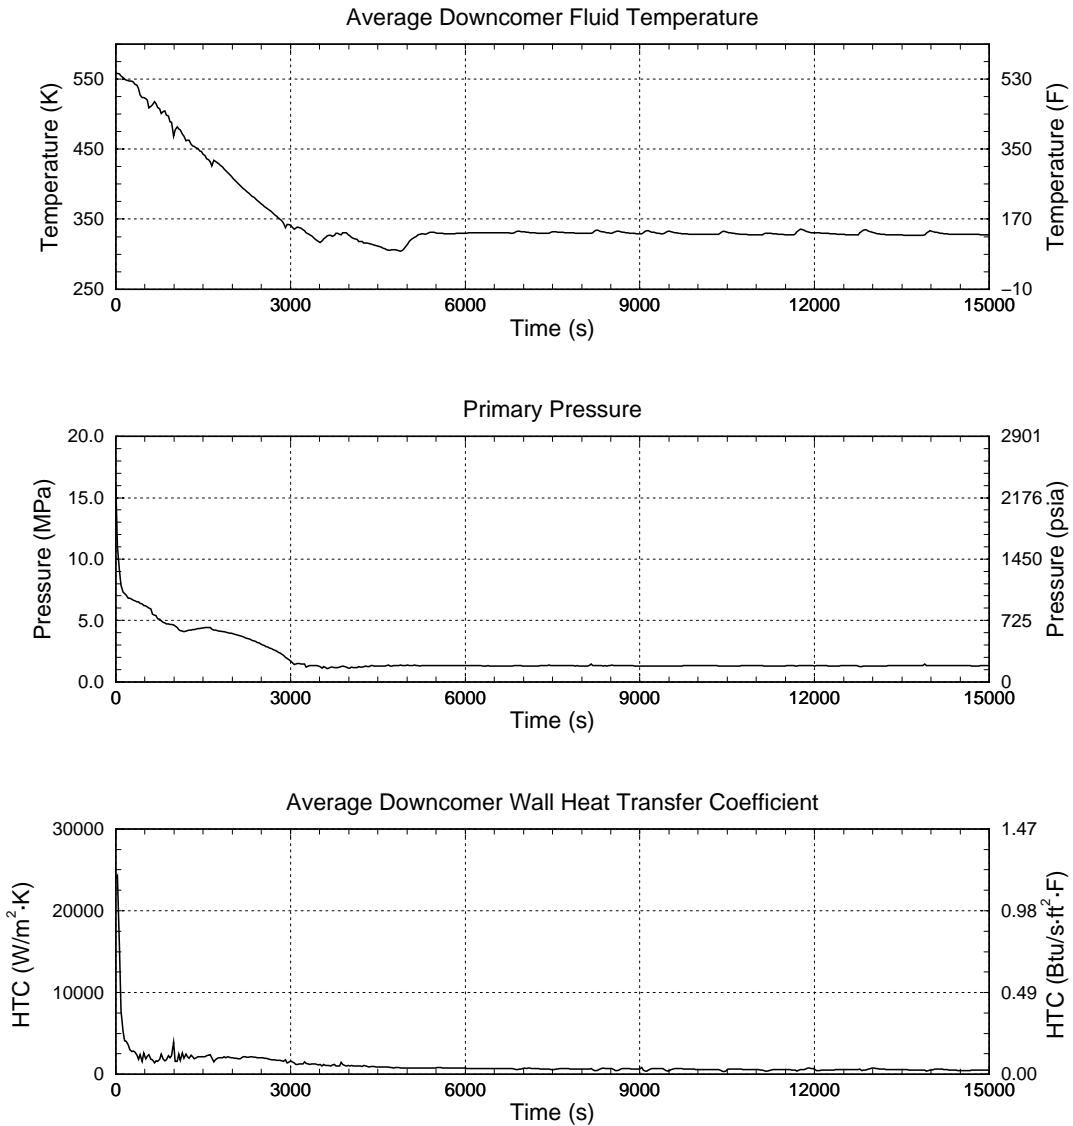 Average Downcomer Fluid Temperature
550
450
350
250
530
350
170
−10
Temperature (K)
Temperature (F)
0 3000 6000 9000 12000 15000
Time (s)
Primary Pressure
20.0
15.0
10.0
5.0
0.0
2901
2176
1450
725
0
Pressure (MPa)
Pressure (psia)
0 3000 6000 9000 12000 15000
Time (s)
Average Downcomer Wall Heat Transfer Coefficient
30000
20000
10000
0
1.47
0.98
0.49
0.00
HTC (W/m²·K)
HTC (Btu/s·ft²·F)
0 3000 6000 9000 12000 15000
Time (s)